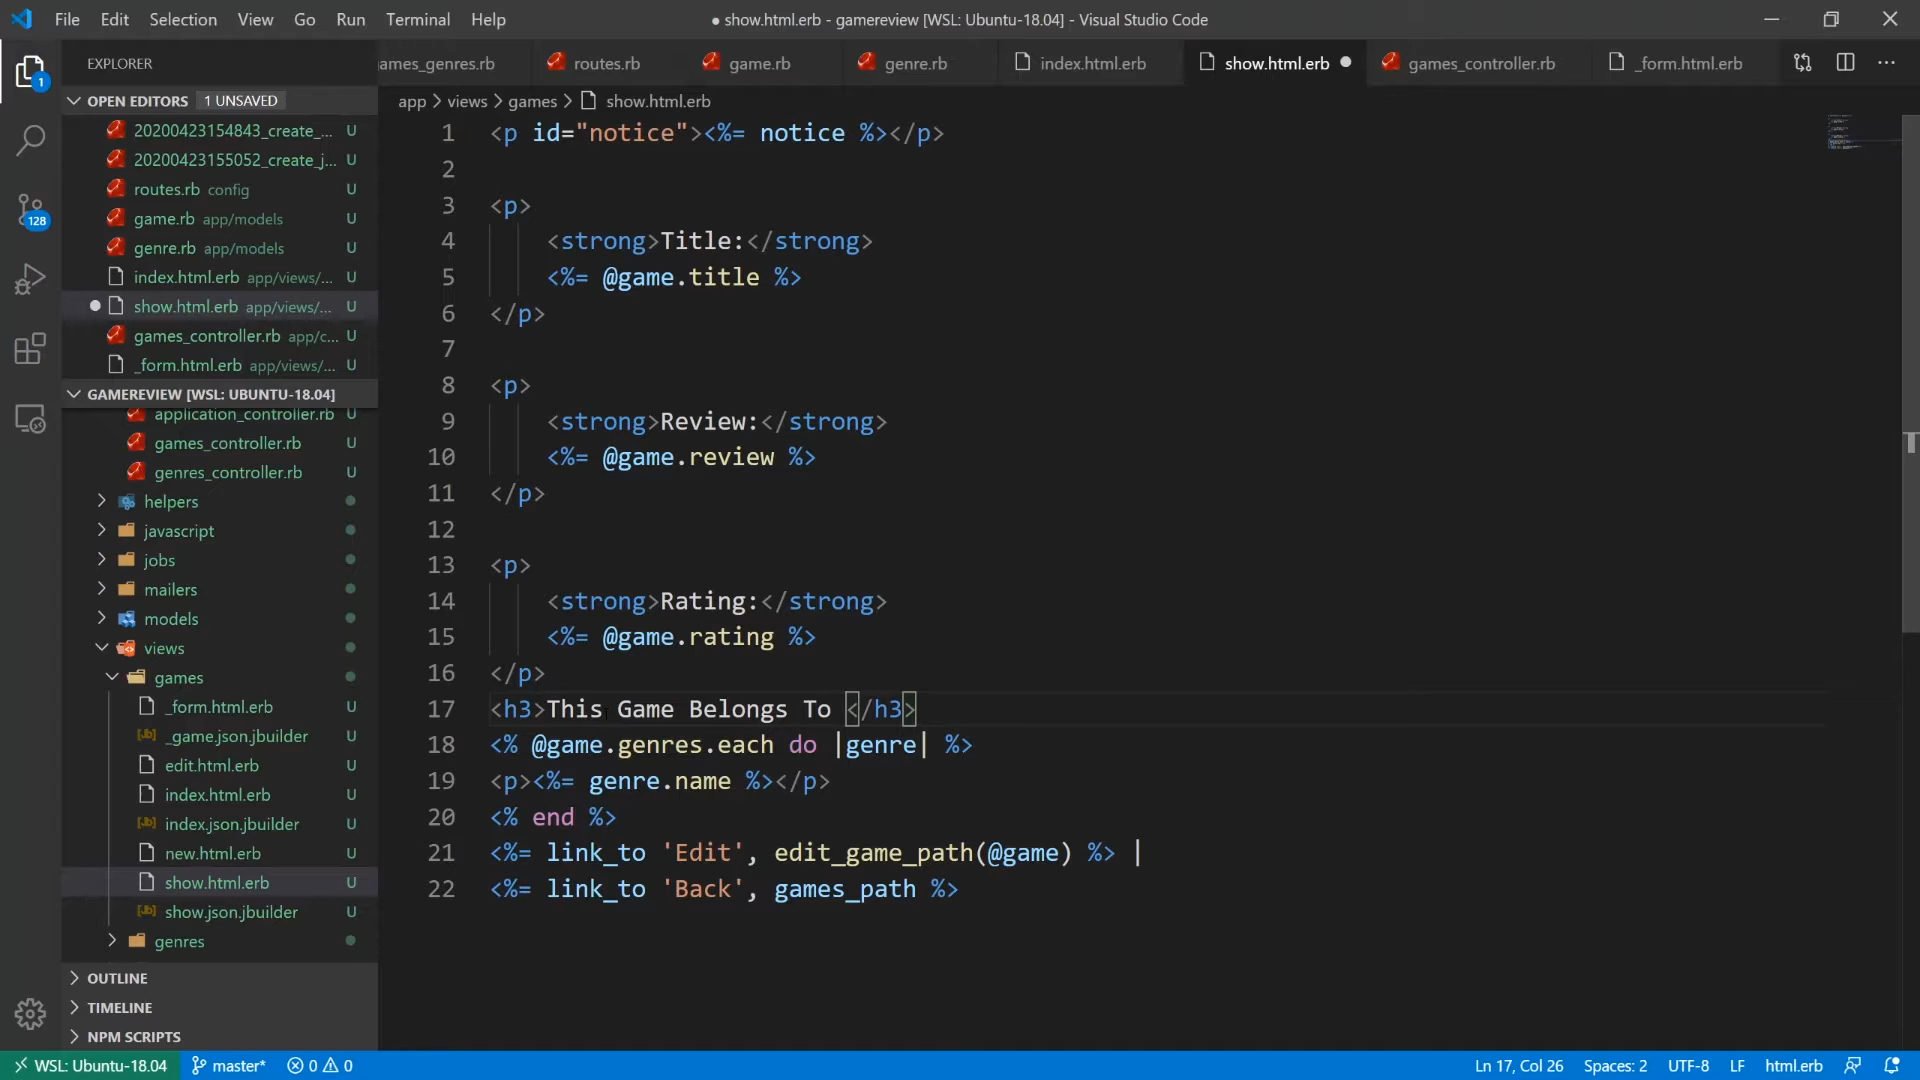 File Edit Selection View Go Run Terminal Help
● show.html.erb - gamereview [WSL: Ubuntu-18.04] - Visual Studio Code
EXPLORER
OPEN EDITORS 1 UNSAVED
20200423154843_create_... U
20200423155052_create_j... U
routes.rb config U
game.rb app/models U
genre.rb app/models U
index.html.erb app/views/... U
show.html.erb app/views/... U
games_controller.rb app/c... U
_form.html.erb app/views/... U
GAMEREVIEW [WSL: UBUNTU-18.04]
application_controller.rb U
games_controller.rb U
genres_controller.rb U
helpers
javascript
jobs
mailers
models
views
games
_form.html.erb U
_game.json.jbuilder U
edit.html.erb U
index.html.erb U
index.json.jbuilder U
new.html.erb U
show.html.erb U
show.json.jbuilder U
genres
OUTLINE
TIMELINE
NPM SCRIPTS
1
128
ames_genres.rb routes.rb game.rb genre.rb index.html.erb show.html.erb games_controller.rb _form.html.erb
app > views > games > show.html.erb
1 <p id="notice"><%= notice %></p>
2
3 <p>
4 <strong>Title:</strong>
5 <%= @game.title %>
6 </p>
7
8 <p>
9 <strong>Review:</strong>
10 <%= @game.review %>
11 </p>
12
13 <p>
14 <strong>Rating:</strong>
15 <%= @game.rating %>
16 </p>
17 <h3>This Game Belongs To </h3>
18 <% @game.genres.each do |genre| %>
19 <p><%= genre.name %></p>
20 <% end %>
21 <%= link_to 'Edit', edit_game_path(@game) %> |
22 <%= link_to 'Back', games_path %>
WSL: Ubuntu-18.04 master* 0 0 Ln 17, Col 26 Spaces: 2 UTF-8 LF html.erb